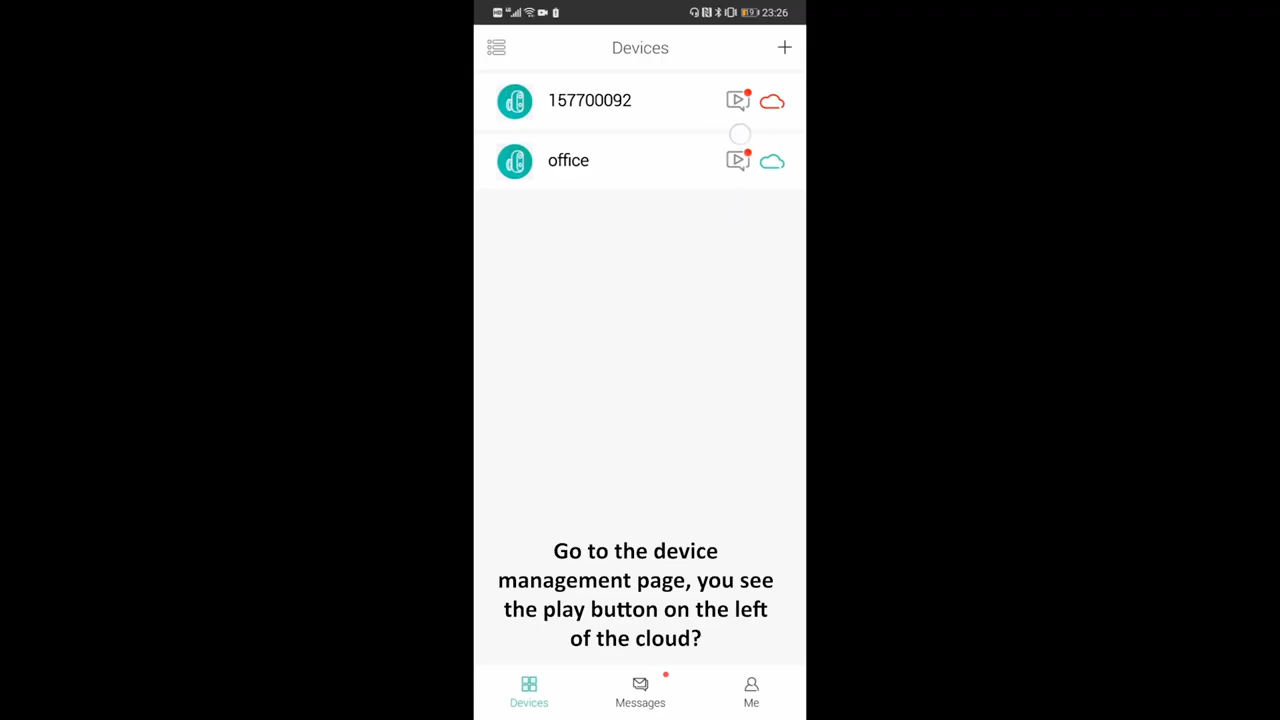 19 23:26
Devices
157700092
office
Go to the device
management page, you see
the play button on the left
of the cloud?
Devices Messages Me